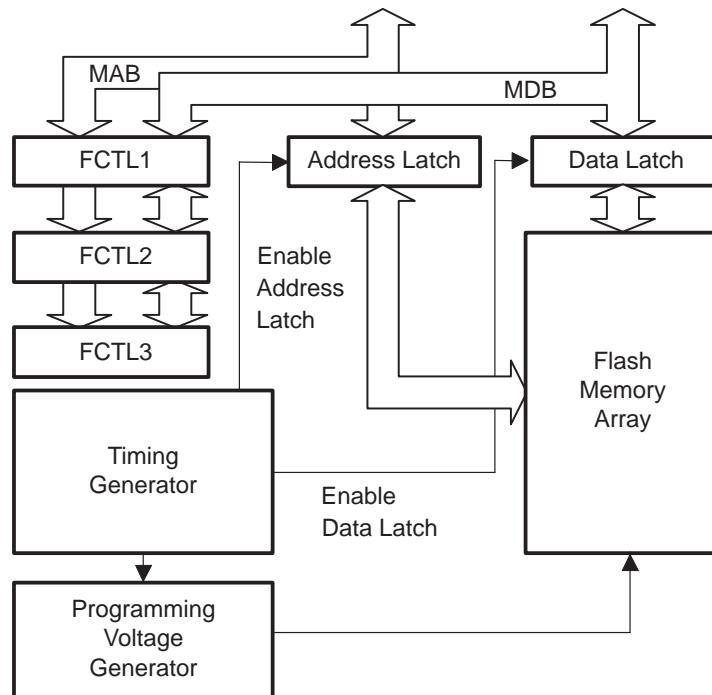 MAB
MDB
FCTL1
Address Latch
Data Latch
FCTL2
Enable
Address
Latch
FCTL3
Flash
Memory
Array
Timing
Generator
Enable
Data Latch
Programming
Voltage
Generator